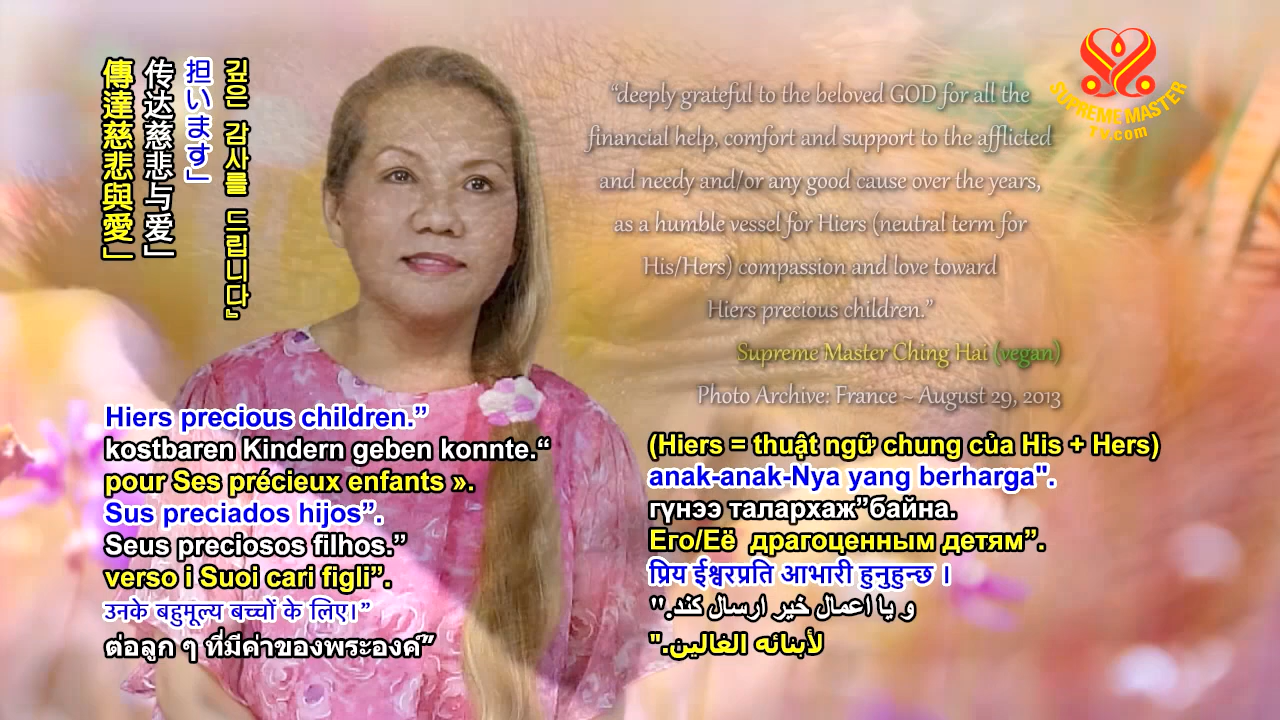 傳達慈悲與愛」
传达慈悲与爱」
担います」
깊은 감사를 드립니다』
“deeply grateful to the beloved GOD for all the
financial help, comfort and support to the afflicted
and needy and/or any good cause over the years,
as a humble vessel for Hiers (neutral term for
His/Hers) compassion and love toward
Hiers precious children.”
Supreme Master Ching Hai (vegan)
Photo Archive: France ~ August 29, 2013
SUPREME MASTER
TV.com
Hiers precious children.”
kostbaren Kindern geben konnte.“
pour Ses précieux enfants ».
Sus preciados hijos”.
Seus preciosos filhos.”
verso i Suoi cari figli”.
उनके बहुमूल्य बच्चों के लिए।”
ต่อลูก ๆ ที่มีค่าของพระองค์”
(Hiers = thuật ngữ chung của His + Hers)
anak-anak-Nya yang berharga".
гүнээ талархаж”байна.
Его/Её драгоценным детям”.
प्रिय ईश्वरप्रति आभारी हुनुहुन्छ ।
و یا اعمال خیر ارسال کند."
لأبنائه الغالين."